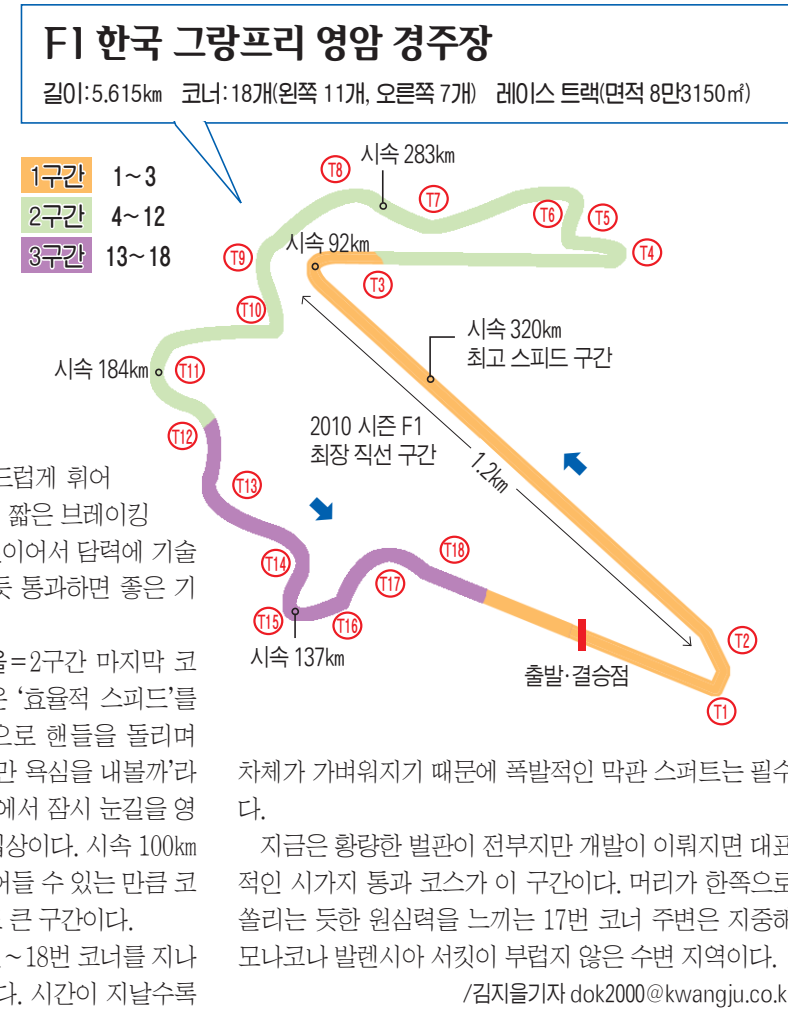 F1 한국 그랑프리 영암 경주장
길이:5.615㎞ 코너:18개(왼쪽 11개, 오른쪽 7개) 레이스 트랙(면적 8만3150㎡)
1구간 1~3
2구간 4~12
3구간 13~18
시속 283㎞
T8
T7
T6
T5
T4
T9
시속 92㎞
T3
T10
시속 320㎞
최고 스피드 구간
시속 184㎞
T11
2010 시즌 F1
최장 직선 구간
1.2㎞
T12
T13
T14
T18
T17
T15
T16
시속 137㎞
T2
출발·결승점
T1
드럽게 휘어
짧은 브레이킹
이어서 담력에 기술
듯 통과하면 좋은 기
=2구간 마지막 코
은 ‘효율적 스피드’를
으로 핸들을 돌리며
만 욕심을 내볼까’라
에서 잠시 눈길을 영
상이다. 시속 100km
어들 수 있는 만큼 코
큰 구간이다.
~18번 코너를 지나
다. 시간이 지날수록
차체가 가벼워지기 때문에 폭발적인 막판 스퍼트는 필수
다.
지금은 황량한 벌판이 전부지만 개발이 이뤄지면 대표
적인 시가지 통과 코스가 이 구간이다. 머리가 한쪽으로
쏠리는 듯한 원심력을 느끼는 17번 코너 주변은 지중해
모나코나 발렌시아 서킷이 부럽지 않은 수변 지역이다.
/김지을기자 dok2000@kwangju.co.k